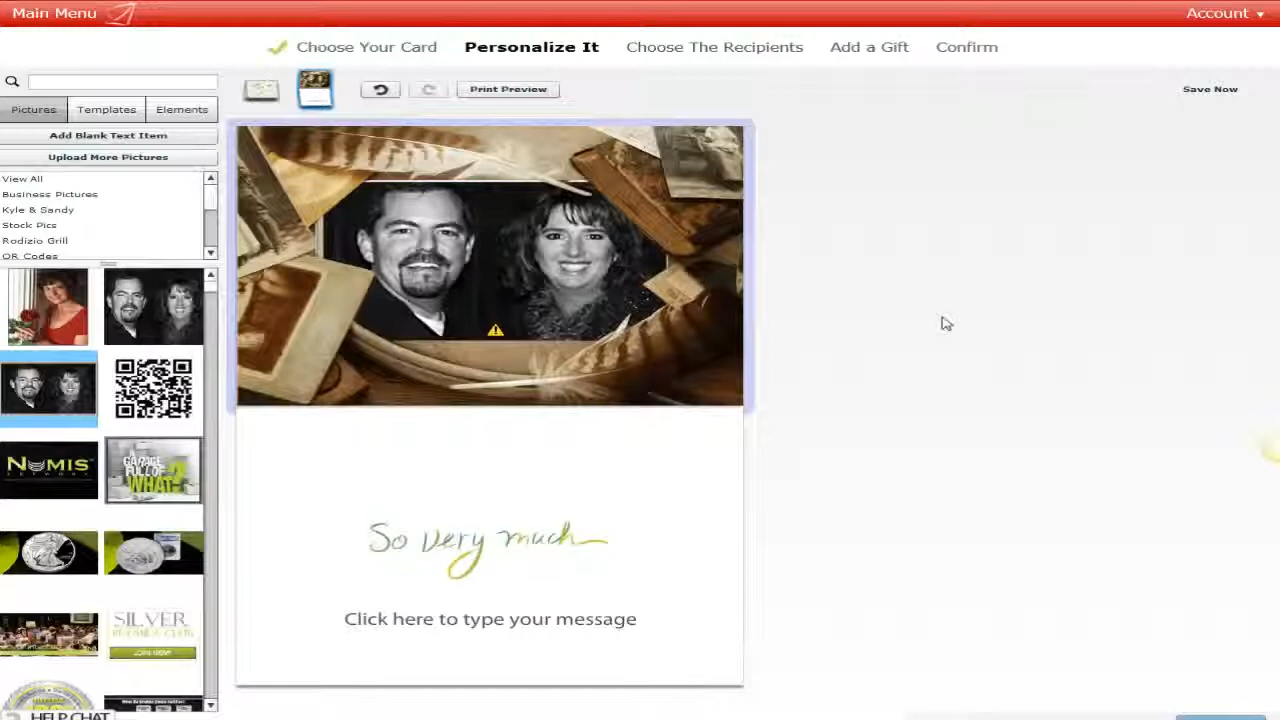 Main Menu
Account
Choose Your Card
Personalize It
Choose The Recipients
Add a Gift
Confirm
Print Preview
Save Now
Pictures
Templates
Elements
Add Blank Text Item
Upload More Pictures
View All
Business Pictures
Kyle & Sandy
Stock Pics
Rodizio Grill
QR Codes
NUMIS
NETWORK
A GARAGE
FULL OF
WHAT?
SILVER
JOIN NOW!
So very much
Click here to type your message
HELP CHAT